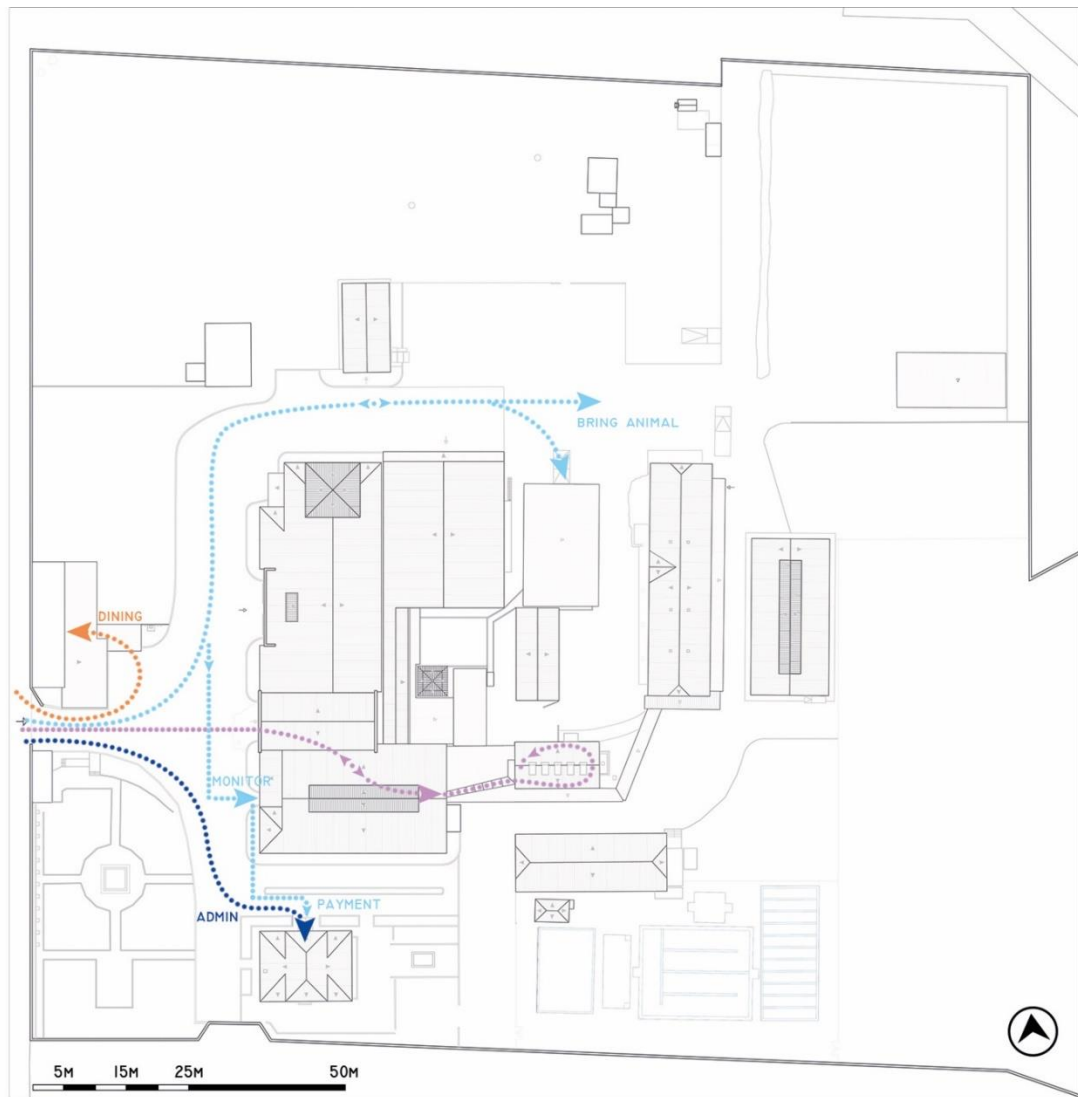 BRING ANIMAL
DINING
MONITOR
PAYMENT
ADMIN
5M 15M 25M 50M